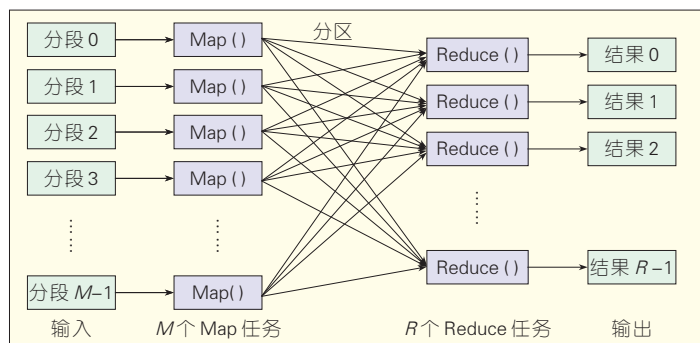 分段 0 Map ( ) 分区 Reduce ( ) 结果 0
分段 1 Map ( ) Reduce ( ) 结果 1
分段 2 Map ( ) Reduce ( ) 结果 2
分段 3 Map ( )
分段 M–1 Map() Reduce ( ) 结果 R –1
输入 M 个 Map 任务 R 个 Reduce 任务 输出